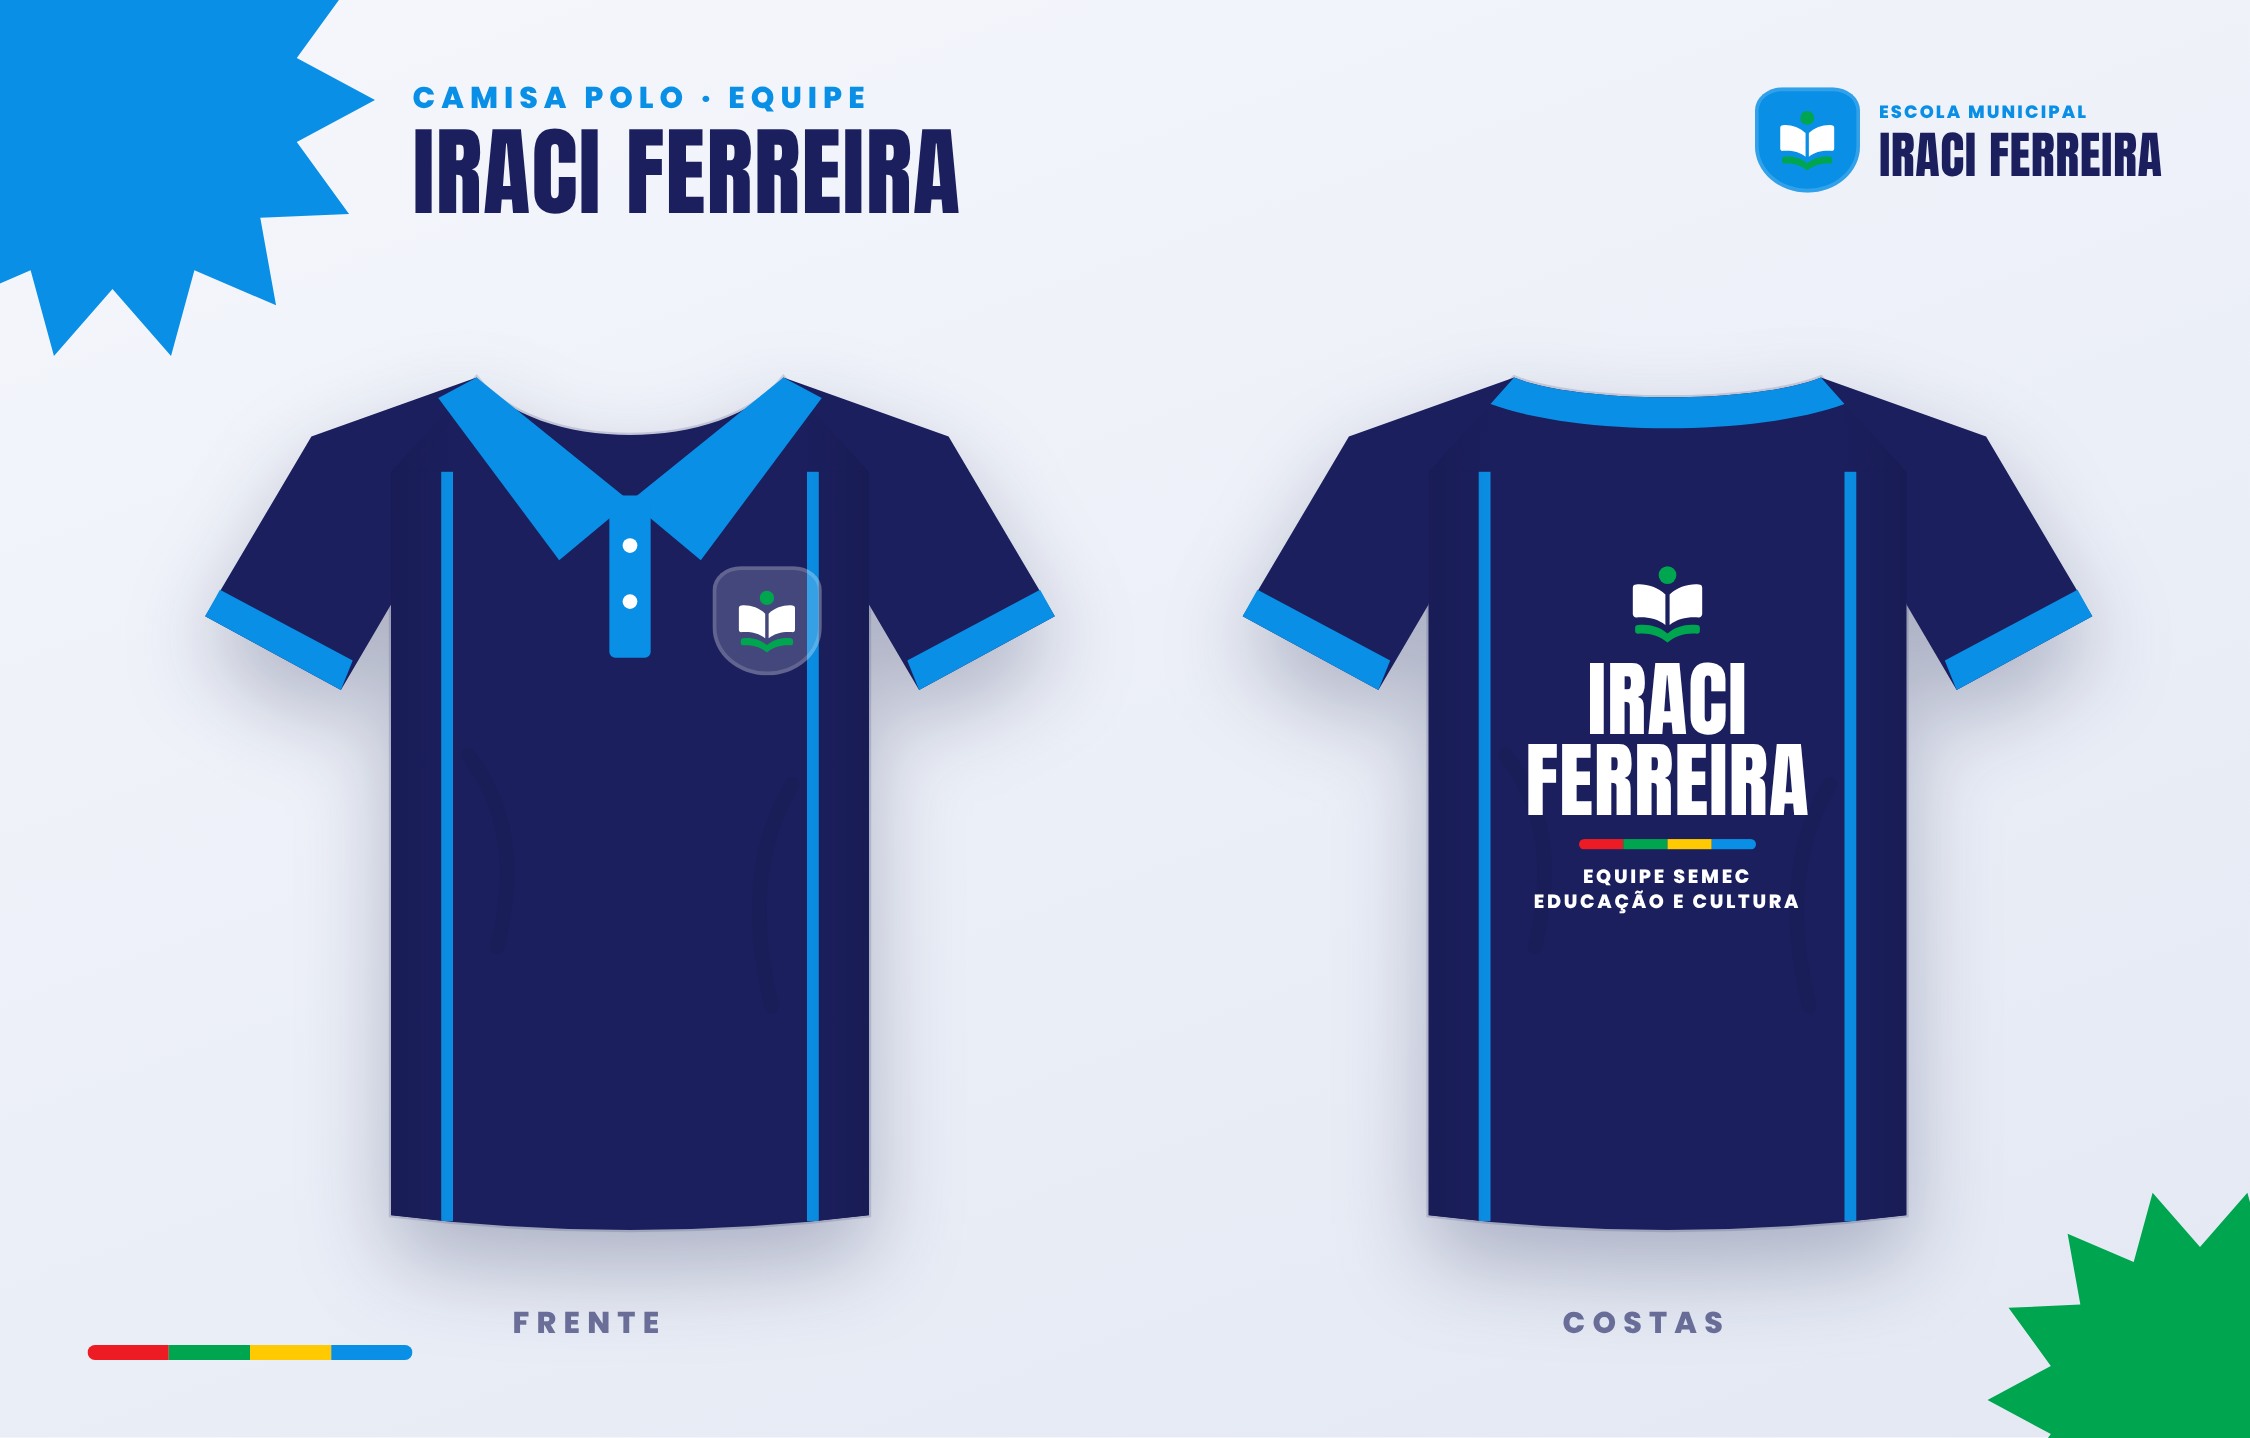 CAMISA POLO · EQUIPE
IRACI FERREIRA
ESCOLA MUNICIPAL
IRACI FERREIRA
IRACI
FERREIRA
EQUIPE SEMEC
EDUCAÇÃO E CULTURA
FRENTE
COSTAS